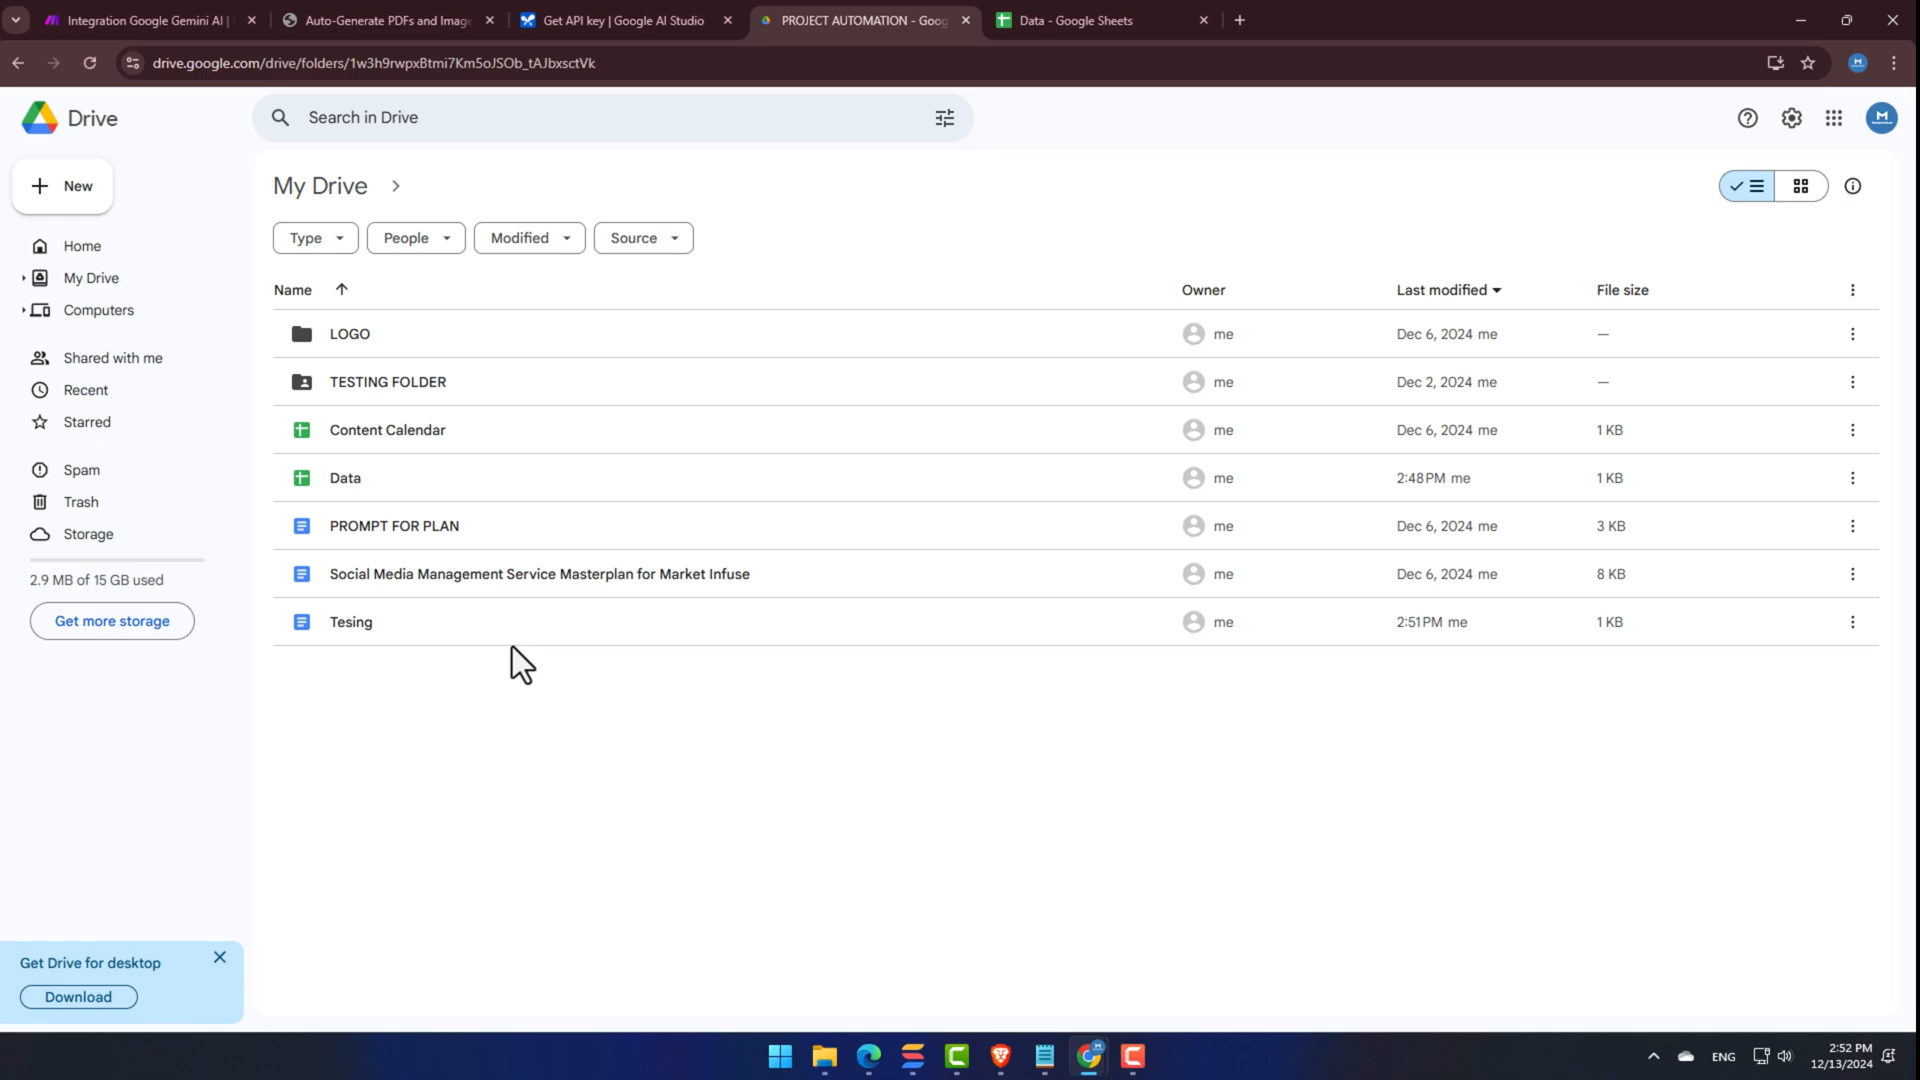 Integration Google Gemini AI |
Auto-Generate PDFs and Image
Get API key | Google AI Studio
PROJECT AUTOMATION - Goog
Data - Google Sheets
drive.google.com/drive/folders/1w3h9rwpxBtmi7Km5oJSOb_tAJbxsctVk
Drive
Search in Drive
M
New
My Drive
Type
People
Modified
Source
Home
My Drive
Computers
Shared with me
Recent
Starred
Spam
Trash
Storage
2.9 MB of 15 GB used
Get more storage
Name Owner Last modified File size
LOGO me Dec 6, 2024 me —
TESTING FOLDER me Dec 2, 2024 me —
Content Calendar me Dec 6, 2024 me 1 KB
Data me 2:48 PM me 1 KB
PROMPT FOR PLAN me Dec 6, 2024 me 3 KB
Social Media Management Service Masterplan for Market Infuse me Dec 6, 2024 me 8 KB
Tesing me 2:51 PM me 1 KB
Get Drive for desktop
Download
ENG
2:52 PM
12/13/2024